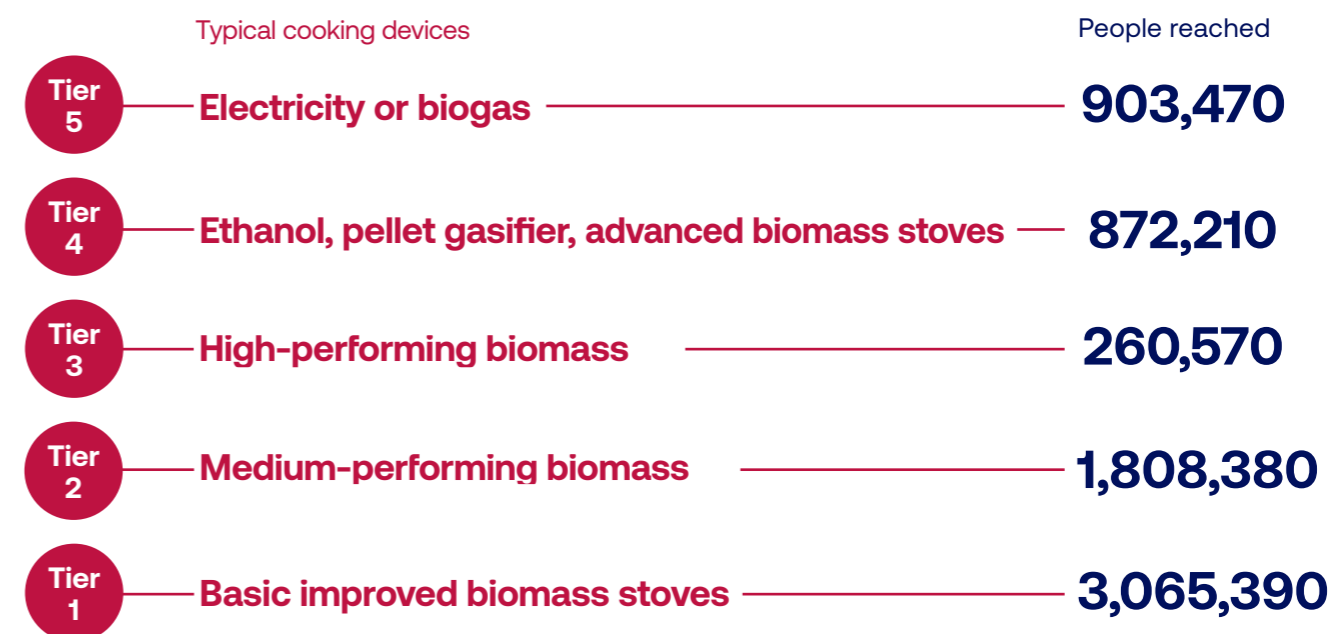 Typical cooking devices People reached
Tier
5
Electricity or biogas 903,470
Tier
4
Ethanol, pellet gasifier, advanced biomass stoves 872,210
Tier
3
High-performing biomass 260,570
Tier
2
Medium-performing biomass 1,808,380
Tier
1
Basic improved biomass stoves 3,065,390